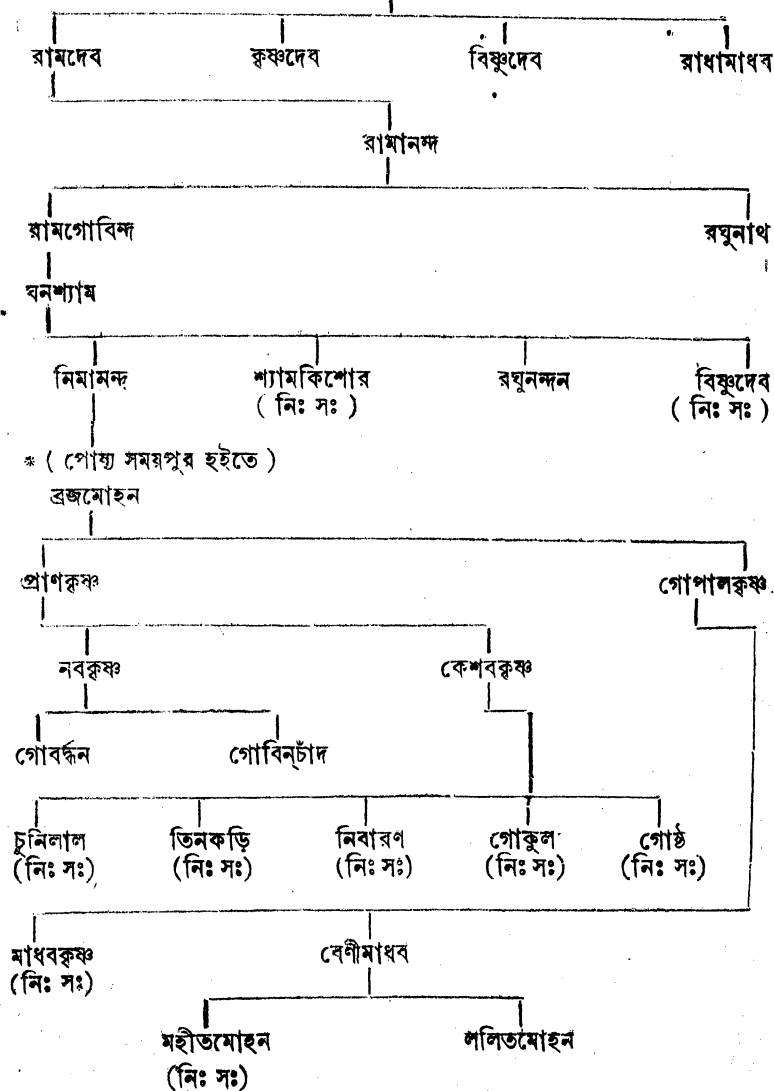 রামদেব কৃষ্ণদেব বিষ্ণুদেব রাধামাধব
রামানন্দ
রামগোবিন্দ রঘুনাথ
ঘনশ্যাম
নিমানন্দ শ্যামকিশোর রঘুনন্দন বিষ্ণুদেব
( নিঃ সঃ ) ( নিঃ সঃ )
* ( পোষ্য সময়পুর হইতে )
ব্রজমোহন
প্রাণকৃষ্ণ গোপালকৃষ্ণ
নবকৃষ্ণ কেশবকৃষ্ণ
গোবর্দ্ধন গোবিন্‌চাঁদ
চুনিলাল তিনকড়ি নিবারণ গোকুল গোষ্ঠ
(নিঃ সঃ) (নিঃ সঃ) (নিঃ সঃ) (নিঃ সঃ) (নিঃ সঃ)
মাধবকৃষ্ণ বেণীমাধব
(নিঃ সঃ)
মহীতমোহন ললিতমোহন
(নিঃ সঃ)